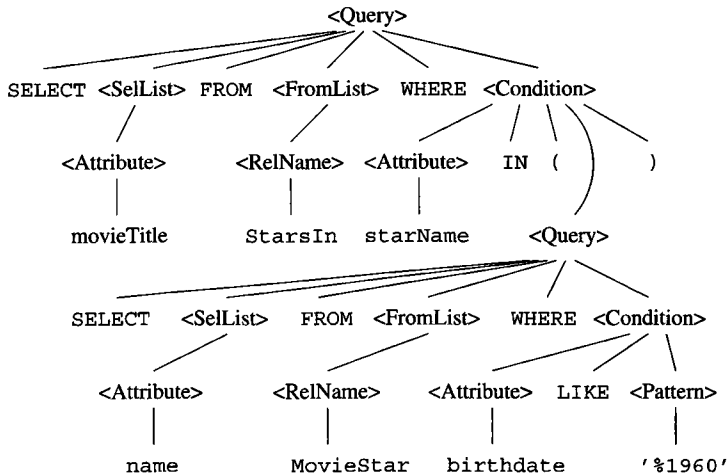 <Query>
SELECT <SelList> FROM <FromList> WHERE <Condition>
<Attribute> <RelName> <Attribute> IN ( )
movieTitle StarsIn starName <Query>
SELECT <SelList> FROM <FromList> WHERE <Condition>
<Attribute> <RelName> <Attribute> LIKE <Pattern>
name MovieStar birthdate '%1960'